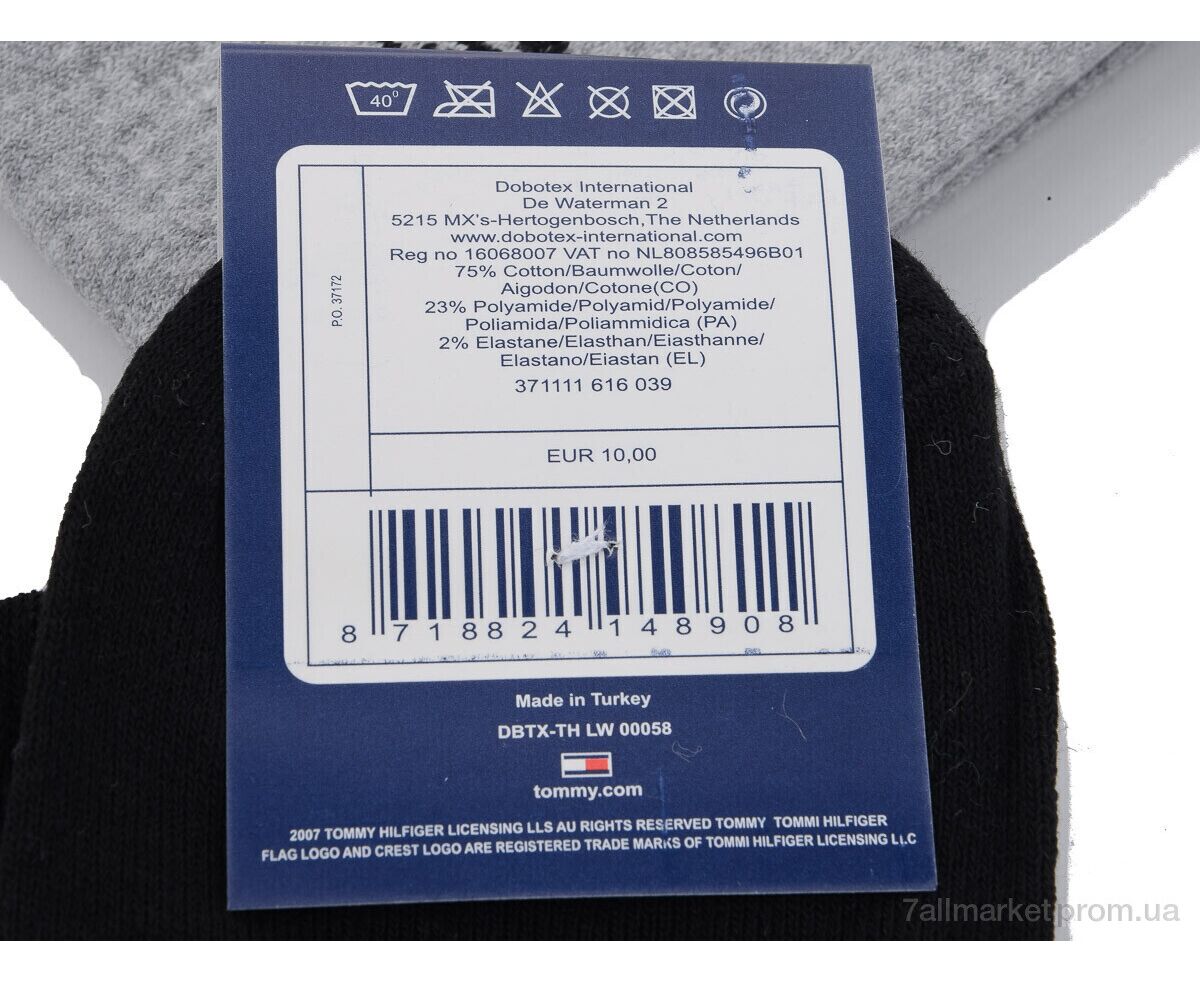 40°
P.O. 37172
Dobotex International
De Waterman 2
5215 MX's-Hertogenbosch,The Netherlands
www.dobotex-international.com
Reg no 16068007 VAT no NL808585496B01
75% Cotton/Baumwolle/Coton/
Aigodon/Cotone(CO)
23% Polyamide/Polyamid/Polyamide/
Poliamida/Poliammidica (PA)
2% Elastane/Elasthan/Eiasthanne/
Elastano/Eiastan (EL)
371111 616 039
EUR 10,00
8 718824 148908
Made in Turkey
DBTX-TH LW 00058
tommy.com
2007 TOMMY HILFIGER LICENSING LLS AU RIGHTS RESERVED TOMMY TOMMI HILFIGER
FLAG LOGO AND CREST LOGO ARE REGISTERED TRADE MARKS OF TOMMI HILFIGER LICENSING LLC
7allmarket.prom.ua